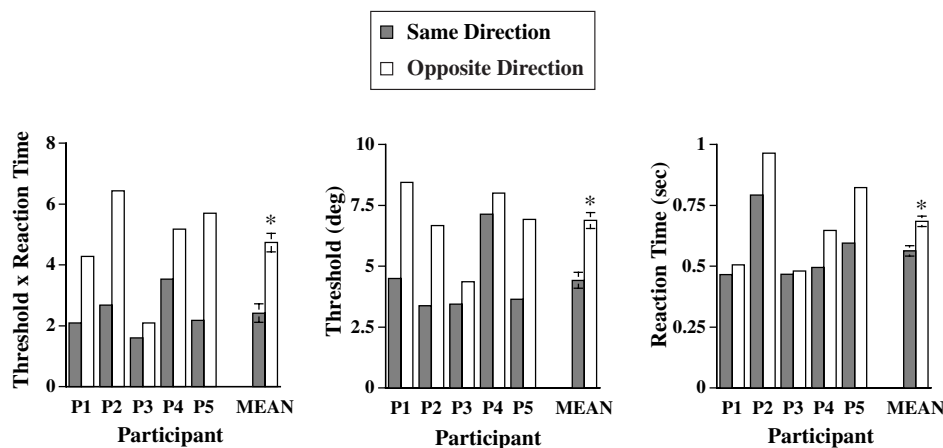 Same Direction
Opposite Direction
Threshold x Reaction Time
8
6
4
2
0
*
P1 P2 P3 P4 P5 MEAN
Participant
Threshold (deg)
10
7.5
5
2.5
0
*
P1 P2 P3 P4 P5 MEAN
Participant
Reaction Time (sec)
1
0.75
0.5
0.25
0
*
P1 P2 P3 P4 P5 MEAN
Participant